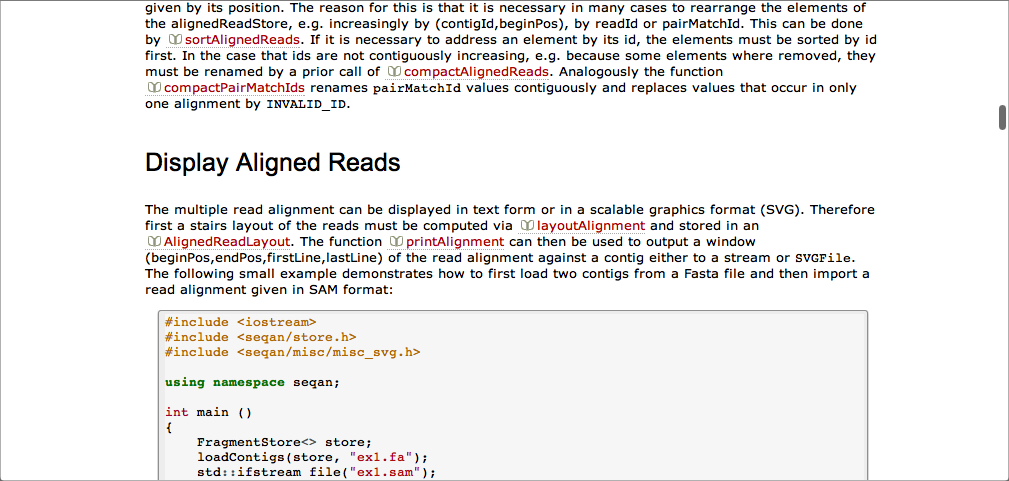 given by its position. The reason for this is that it is necessary in many cases to rearrange the elements of
the alignedReadStore, e.g. increasingly by (contigId,beginPos), by readId or pairMatchId. This can be done
by sortAlignedReads. If it is necessary to address an element by its id, the elements must be sorted by id
first. In the case that ids are not contiguously increasing, e.g. because some elements where removed, they
must be renamed by a prior call of compactAlignedReads. Analogously the function
compactPairMatchIds renames pairMatchId values contiguously and replaces values that occur in only
one alignment by INVALID_ID.
Display Aligned Reads
The multiple read alignment can be displayed in text form or in a scalable graphics format (SVG). Therefore
first a stairs layout of the reads must be computed via layoutAlignment and stored in an
AlignedReadLayout. The function printAlignment can then be used to output a window
(beginPos,endPos,firstLine,lastLine) of the read alignment against a contig either to a stream or SVGFile.
The following small example demonstrates how to first load two contigs from a Fasta file and then import a
read alignment given in SAM format:
#include <iostream>
#include <seqan/store.h>
#include <seqan/misc/misc_svg.h>
using namespace seqan;
int main ()
{
    FragmentStore<> store;
    loadContigs(store, "ex1.fa");
    std::ifstream file("ex1.sam");